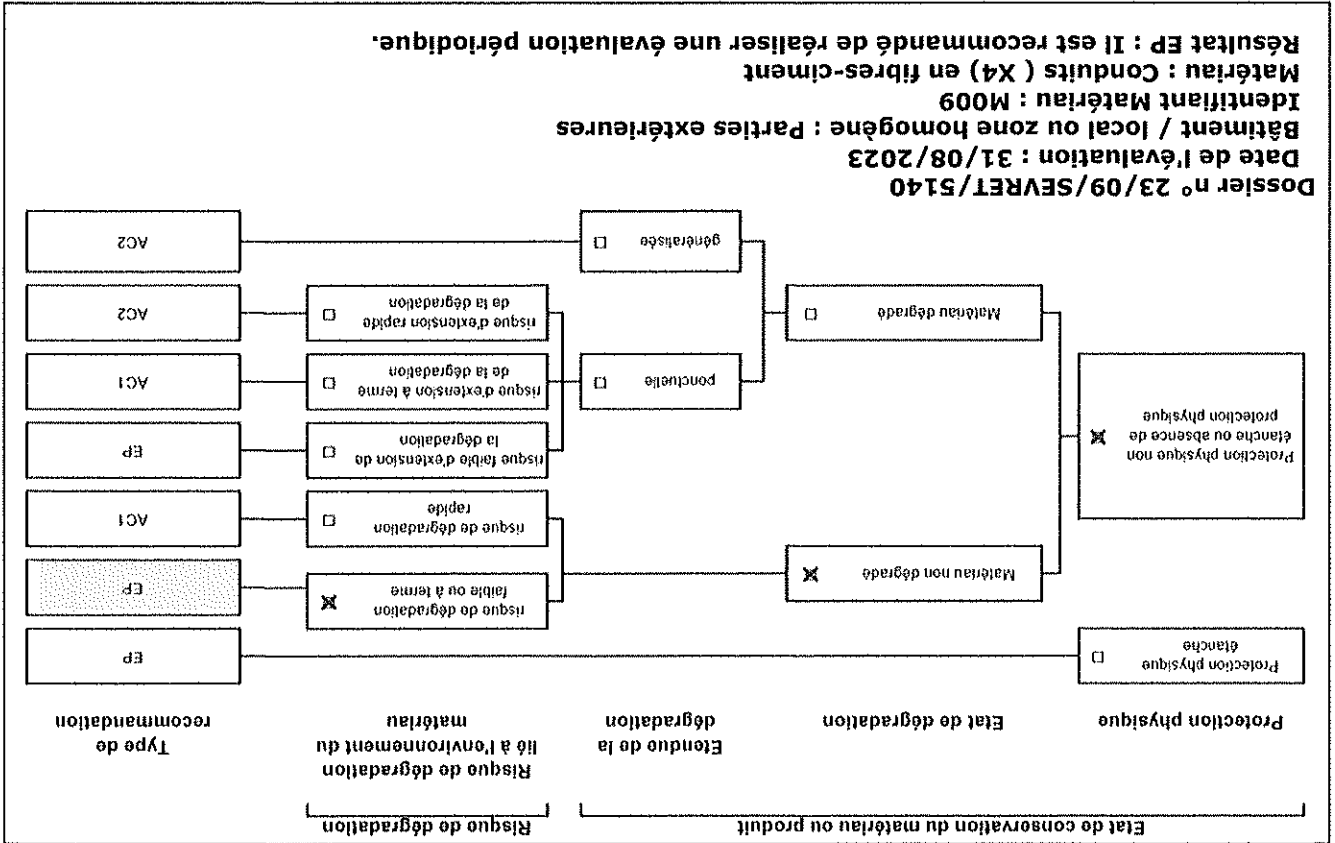 Dossier n° 23/09/SEVRET/5140
Date de l'évaluation : 31/08/2023
Bâtiment / local ou zone homogène : Parties extérieures
Identifiant Matériau : M009
Matériau : Conduits ( X4) en fibres-ciment
Résultat EP : Il est recommandé de réaliser une évaluation périodique.
Etat de conservation du matériau ou produit
Risque de dégradation
Protection physique
Etat de dégradation
Etendue de la
dégradation
Risque de dégradation
lié à l'environnement du
matériau
Type de
recommandation
Protection physique
étanche
EP
Protection physique non
étanche ou absence de
protection physique
Matériau non dégradé
risque de dégradation
faible ou à terme
EP
risque de dégradation
rapide
AC1
Matériau dégradé
ponctuelle
risque faible d'extension de
la dégradation
EP
risque d'extension à terme
de la dégradation
AC1
risque d'extension rapide
de la dégradation
AC2
généralisée
AC2